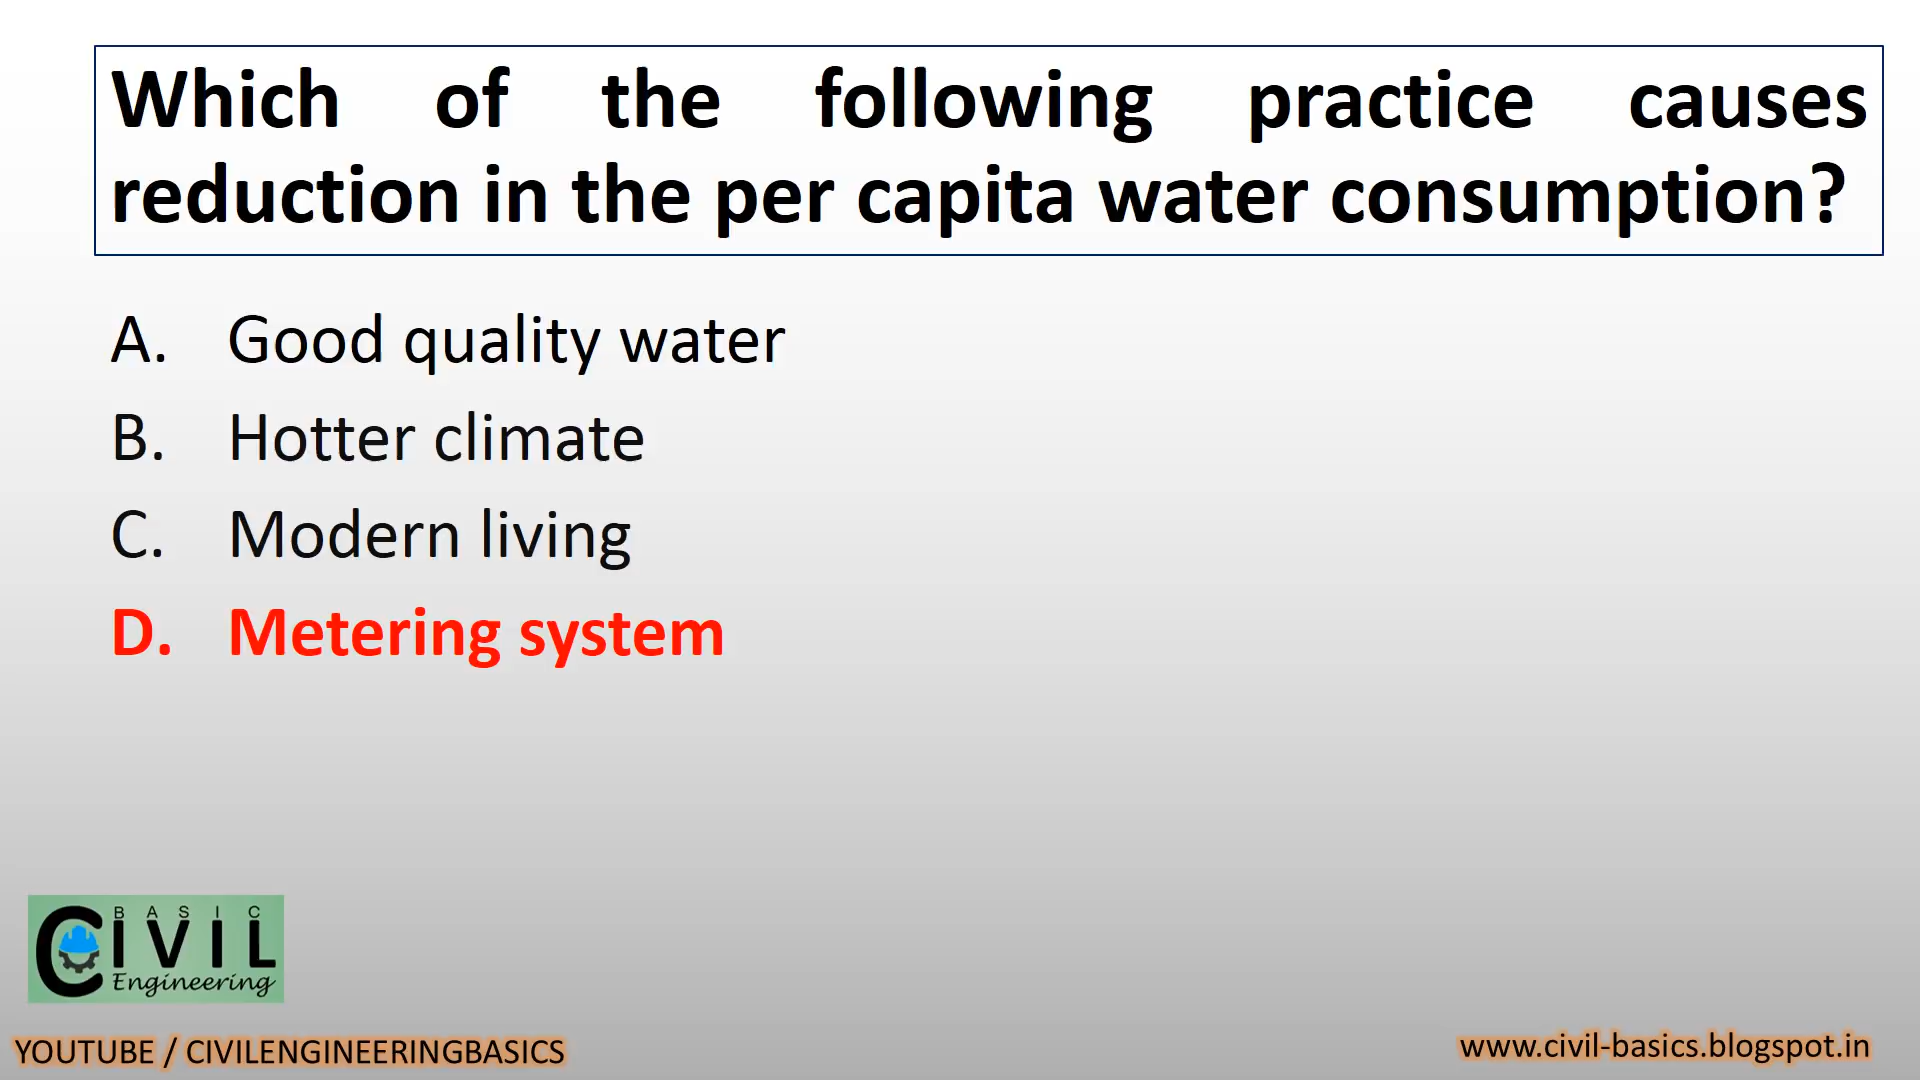 Which of the following practice causes
reduction in the per capita water consumption?
A. Good quality water
B. Hotter climate
C. Modern living
D. Metering system
BASIC
CIVIL
Engineering
YOUTUBE / CIVILENGINEERINGBASICS
www.civil-basics.blogspot.in